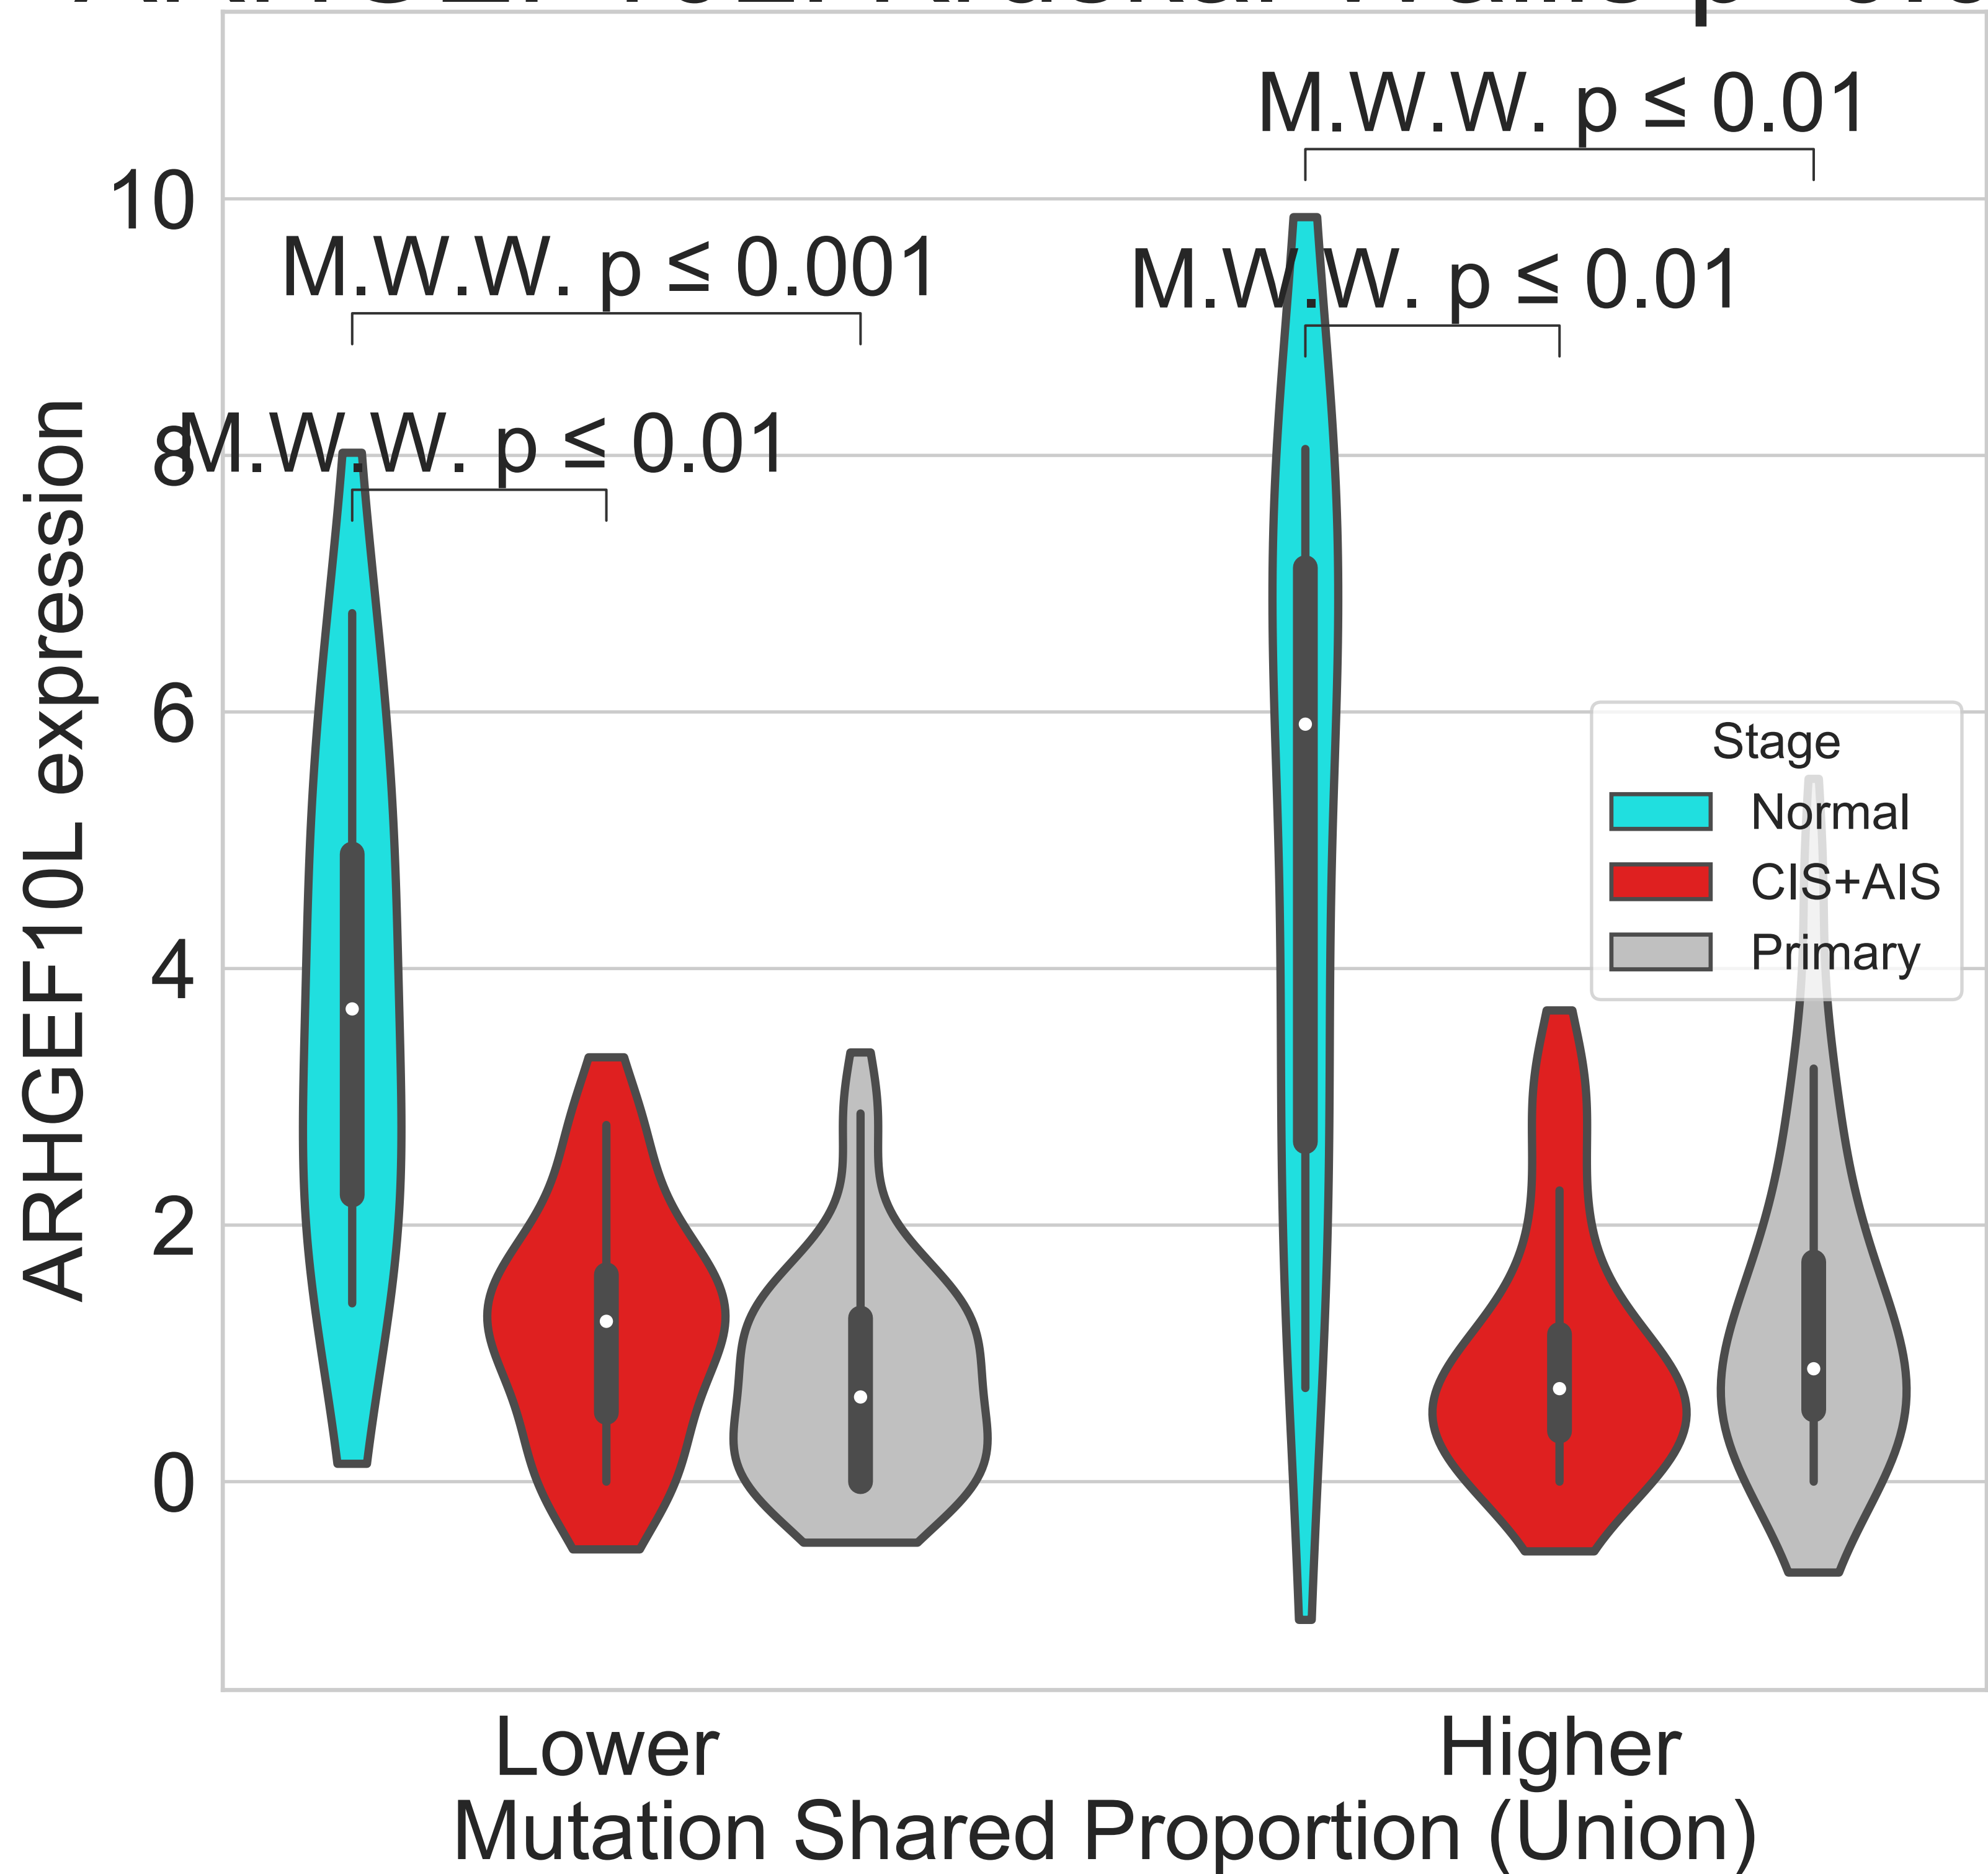 M.W.W. p ≤ 0.01
10
M.W.W. p ≤ 0.001
M.W.W. p ≤ 0.01
8
M.W.W. p ≤ 0.01
ARHGEF10L expression
6
Stage
Normal
CIS+AIS
Primary
4
2
0
Lower
Higher
Mutation Shared Proportion (Union)